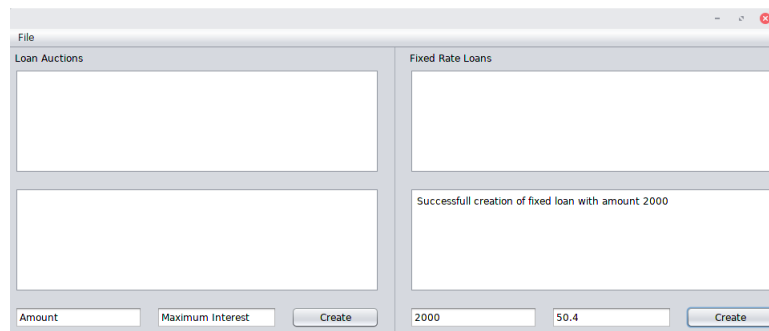 File
Loan Auctions
Fixed Rate Loans
Successfull creation of fixed loan with amount 2000
Amount
Maximum Interest
Create
2000
50.4
Create